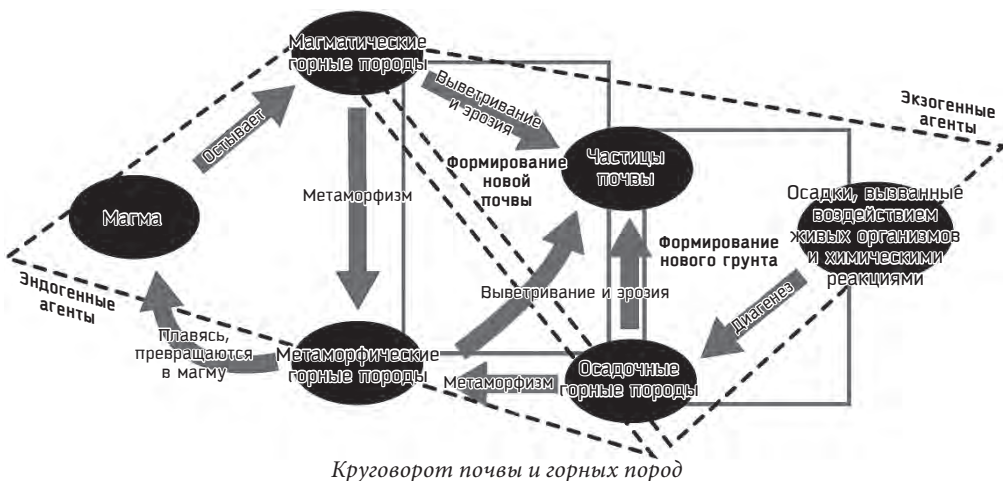 Магматические
горные породы
Выветривание
и эрозия
Экзогенные
агенты
Остывает
Частицы
почвы
Формирование
новой
почвы
Метаморфизм
Магма
Осадки, вызванные
воздействием
живых организмов
и химическими
реакциями
Формирование
нового грунта
Эндогенные
агенты
Выветривание и эрозия
Диагенез
Плавясь,
превращаются
в магму
Метаморфические
горные породы
Метаморфизм
Осадочные
горные породы
Круговорот почвы и горных пород